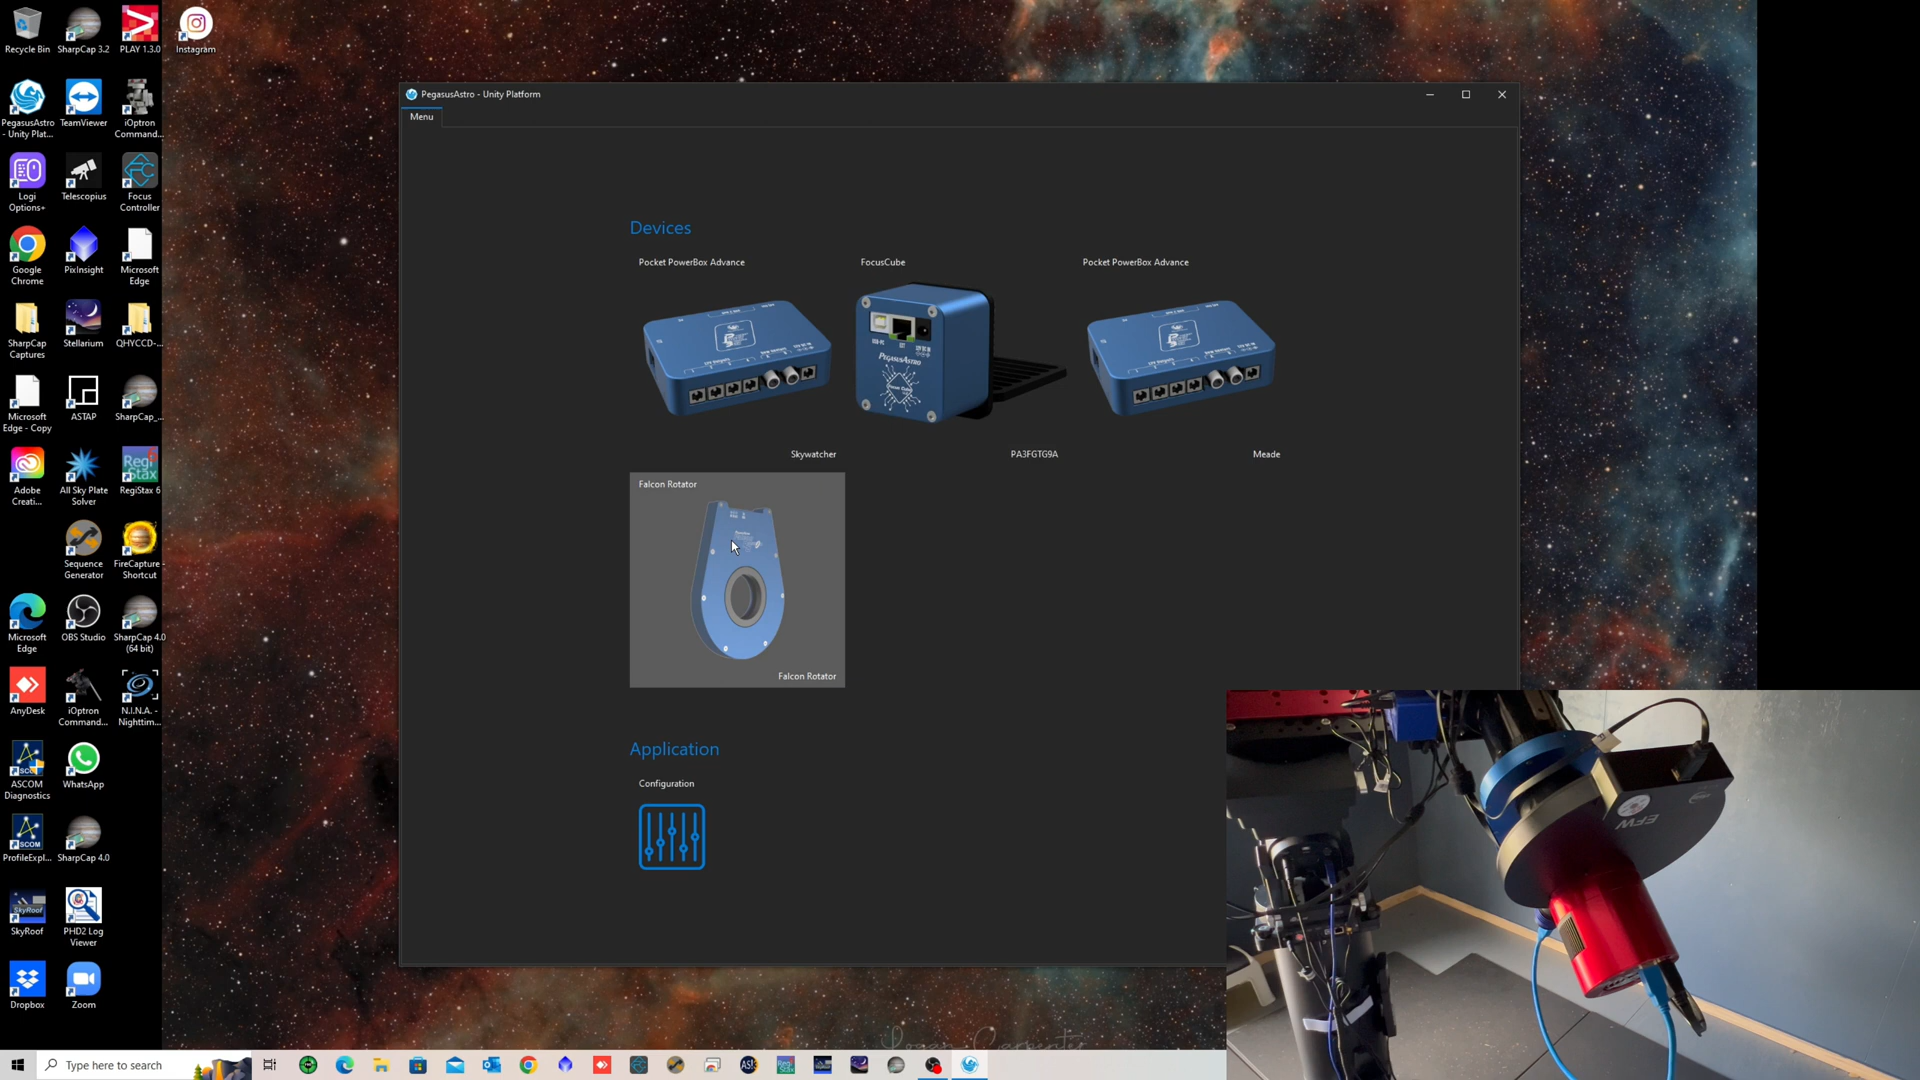 Recycle Bin
SharpCap 3.2
PLAY 1.3.0
Instagram
PegasusAstro
- Unity Plat...
TeamViewer
iOptron
Command...
Logi
Options+
Telescopius
Focus
Controller
Google
Chrome
PixInsight
Microsoft
Edge
SharpCap
Captures
Stellarium
QHYCCD-...
Microsoft
Edge - Copy
ASTAP
SharpCap_...
Adobe
Creati...
All Sky Plate
Solver
RegiStax 6
Sequence
Generator
FireCapture -
Shortcut
Microsoft
Edge
OBS Studio
SharpCap 4.0
(64 bit)
AnyDesk
iOptron
Command...
N.I.N.A. -
Nighttim...
ASCOM
Diagnostics
WhatsApp
ProfileExpl...
SharpCap 4.0
SkyRoof
PHD2 Log
Viewer
Dropbox
Zoom
PegasusAstro - Unity Platform
Menu
Devices
Pocket PowerBox Advance
FocusCube
Pocket PowerBox Advance
PEGASUSASTRO
Skywatcher
PA3FGTG9A
Meade
Falcon Rotator
Falcon Rotator
Application
Configuration
EFW
Logan Carpenter
Type here to search